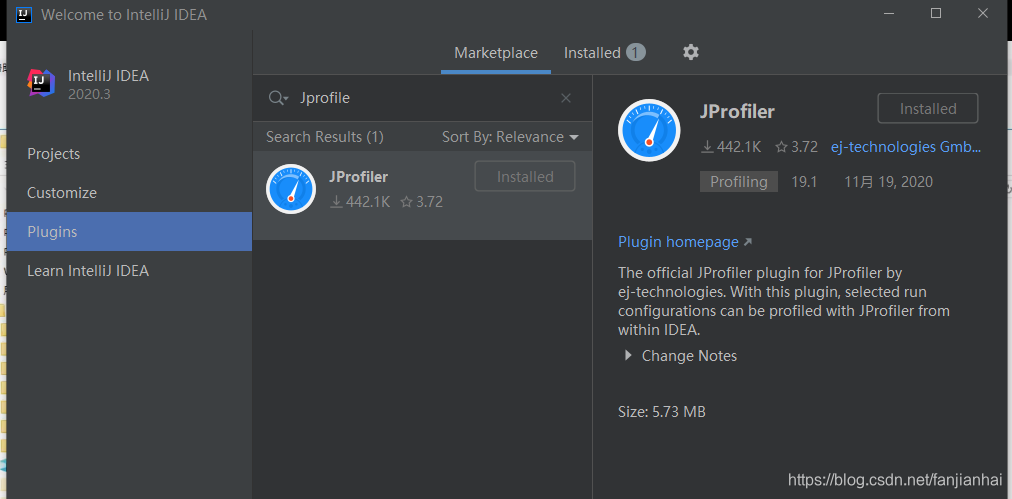 Welcome to IntelliJ IDEA
IntelliJ IDEA
2020.3
Projects
Customize
Plugins
Learn IntelliJ IDEA
Marketplace
Installed 1
Jprofile
Search Results (1)
Sort By: Relevance
JProfiler
Installed
442.1K
3.72
JProfiler
Installed
442.1K
3.72
ej-technologies Gmb...
Profiling
19.1
11月 19, 2020
Plugin homepage
The official JProfiler plugin for JProfiler by
ej-technologies. With this plugin, selected run
configurations can be profiled with JProfiler from
within IDEA.
Change Notes
Size: 5.73 MB
https://blog.csdn.net/fanjianhai